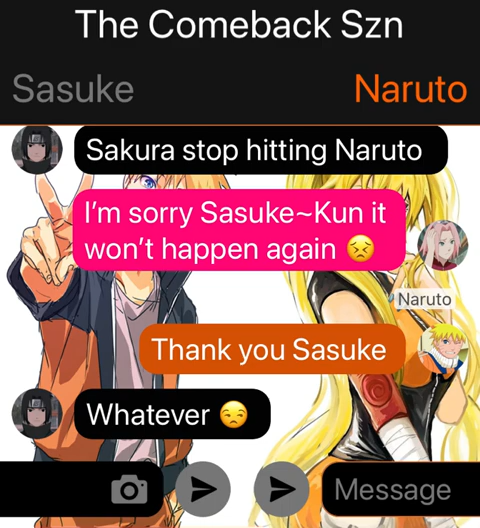 The Comeback Szn
Sasuke
Naruto
Sakura stop hitting Naruto
I'm sorry Sasuke~Kun it
won't happen again 😣
Naruto
Thank you Sasuke
Whatever 😒
Message